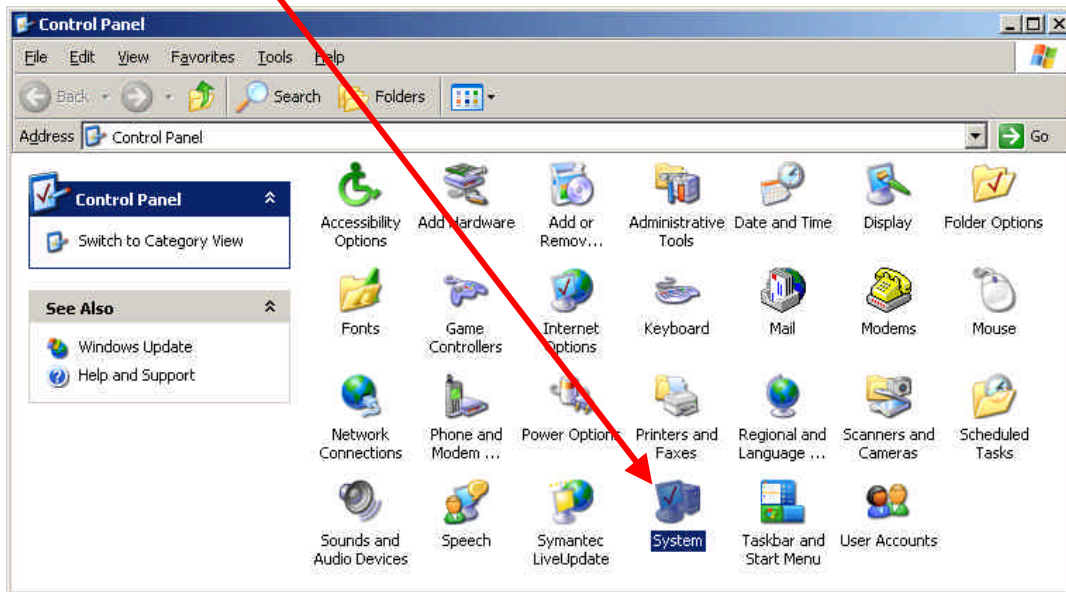 Control Panel
File Edit View Favorites Tools Help
Back Search Folders
Address Control Panel Go
Control Panel
Switch to Category View
See Also
Windows Update
Help and Support
Accessibility Options
Add Hardware
Add or Remov...
Administrative Tools
Date and Time
Display
Folder Options
Fonts
Game Controllers
Internet Options
Keyboard
Mail
Modems
Mouse
Network Connections
Phone and Modem ...
Power Options
Printers and Faxes
Regional and Language ...
Scanners and Cameras
Scheduled Tasks
Sounds and Audio Devices
Speech
Symantec LiveUpdate
System
Taskbar and Start Menu
User Accounts